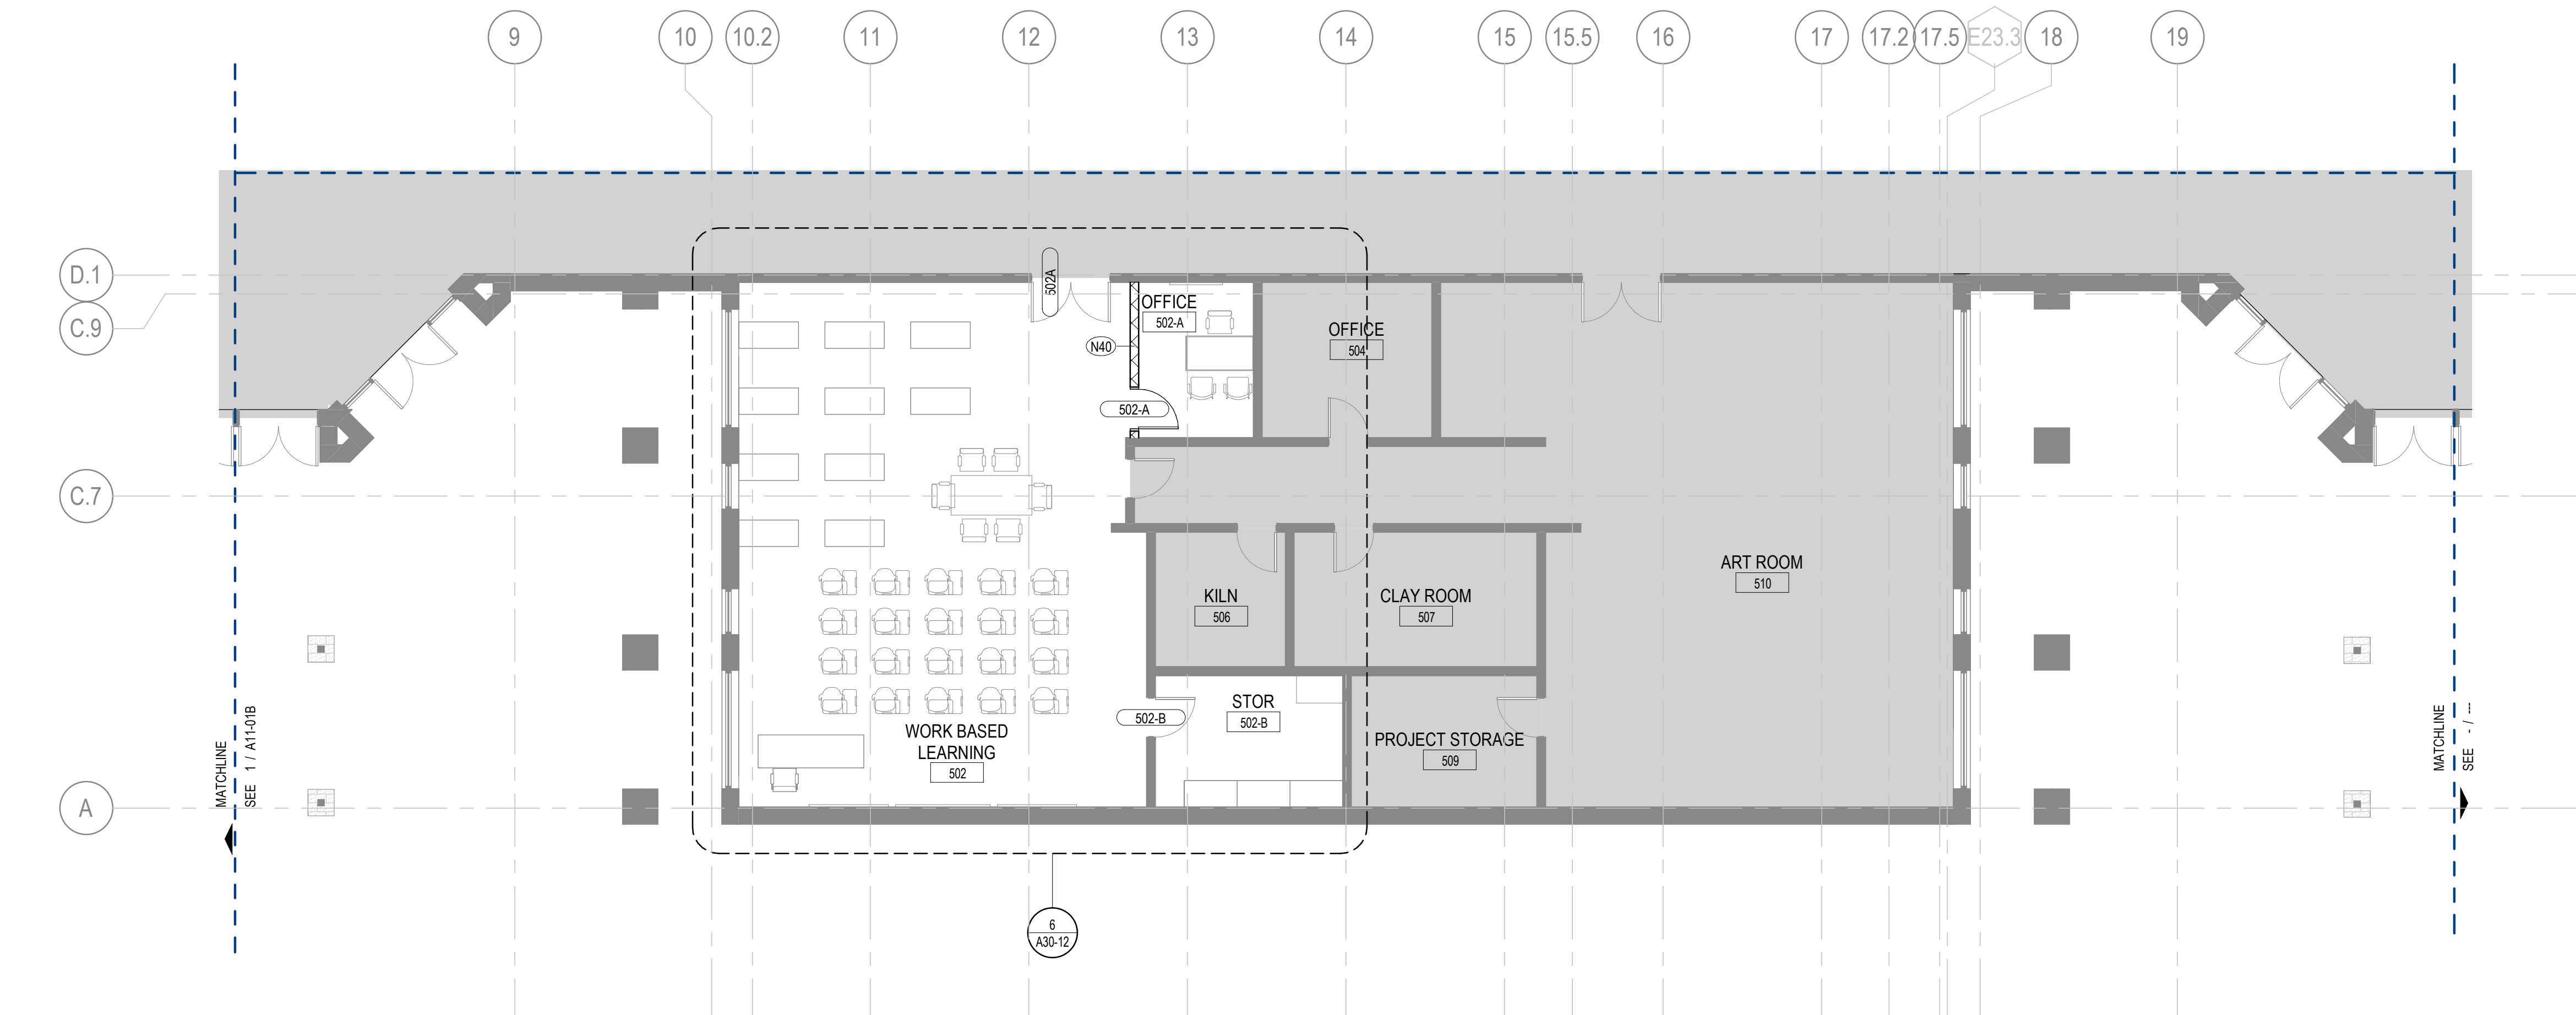 9
10
10.2
11
12
13
14
15
15.5
16
17
17.2
17.5
E23.3
18
19
D.1
C.9
C.7
A
502A
OFFICE
502-A
N40
502-A
OFFICE
504
ART ROOM
510
KILN
506
CLAY ROOM
507
STOR
502-B
502-B
WORK BASED
LEARNING
502
PROJECT STORAGE
509
MATCHLINE
SEE 1 / A11-01B
MATCHLINE
SEE - / ---
6
A30-12